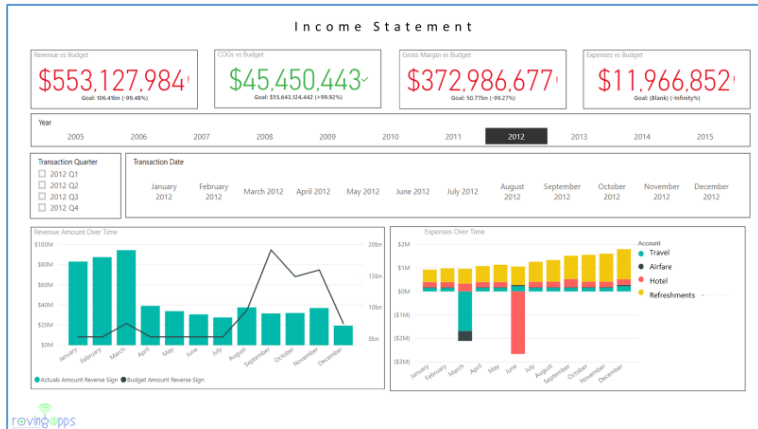 Income Statement
Revenue vs Budget
$553,127,984!
Goal: 106.41bn (-99.48%)
COGs vs Budget
$45,450,443
Goal: $55,643,124,442 (+99.92%)
Gross Margin vs Budget
$372,986,677!
Goal: 50.77bn (-99.27%)
Expenses vs Budget
$11,966,852!
Goal: (Blank) (-Infinity%)
Year
2005 2006 2007 2008 2009 2010 2011 2012 2013 2014 2015
Transaction Quarter
2012 Q1
2012 Q2
2012 Q3
2012 Q4
Transaction Date
January 2012
February 2012
March 2012
April 2012
May 2012
June 2012
July 2012
August 2012
September 2012
October 2012
November 2012
December 2012
Revenue Amount Over Time
$100M
$80M
$60M
$40M
$20M
$0M
20bn
15bn
10bn
5bn
January February March April May June July August September October November December
Actuals Amount Reverse Sign Budget Amount Reverse Sign
Expenses Over Time
$2M
$1M
$0M
($1M)
($2M)
($3M)
January February March April May June July August September October November December
Account
Travel
Airfare
Hotel
Refreshments
rovingapps